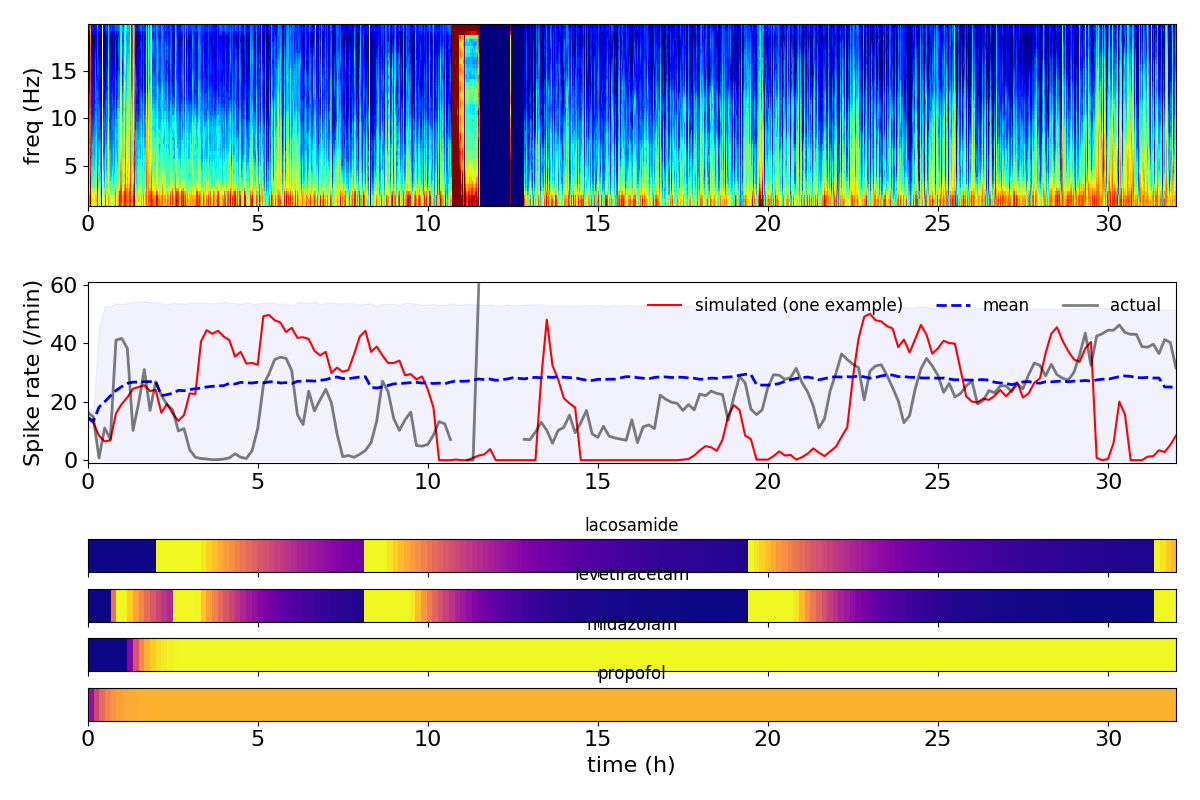 freq (Hz)
15
10
5
0 5 10 15 20 25 30
Spike rate (/min)
60
40
20
0
simulated (one example) mean actual
0 5 10 15 20 25 30
lacosamide
levetiracetam
midazolam
propofol
0 5 10 15 20 25 30
time (h)